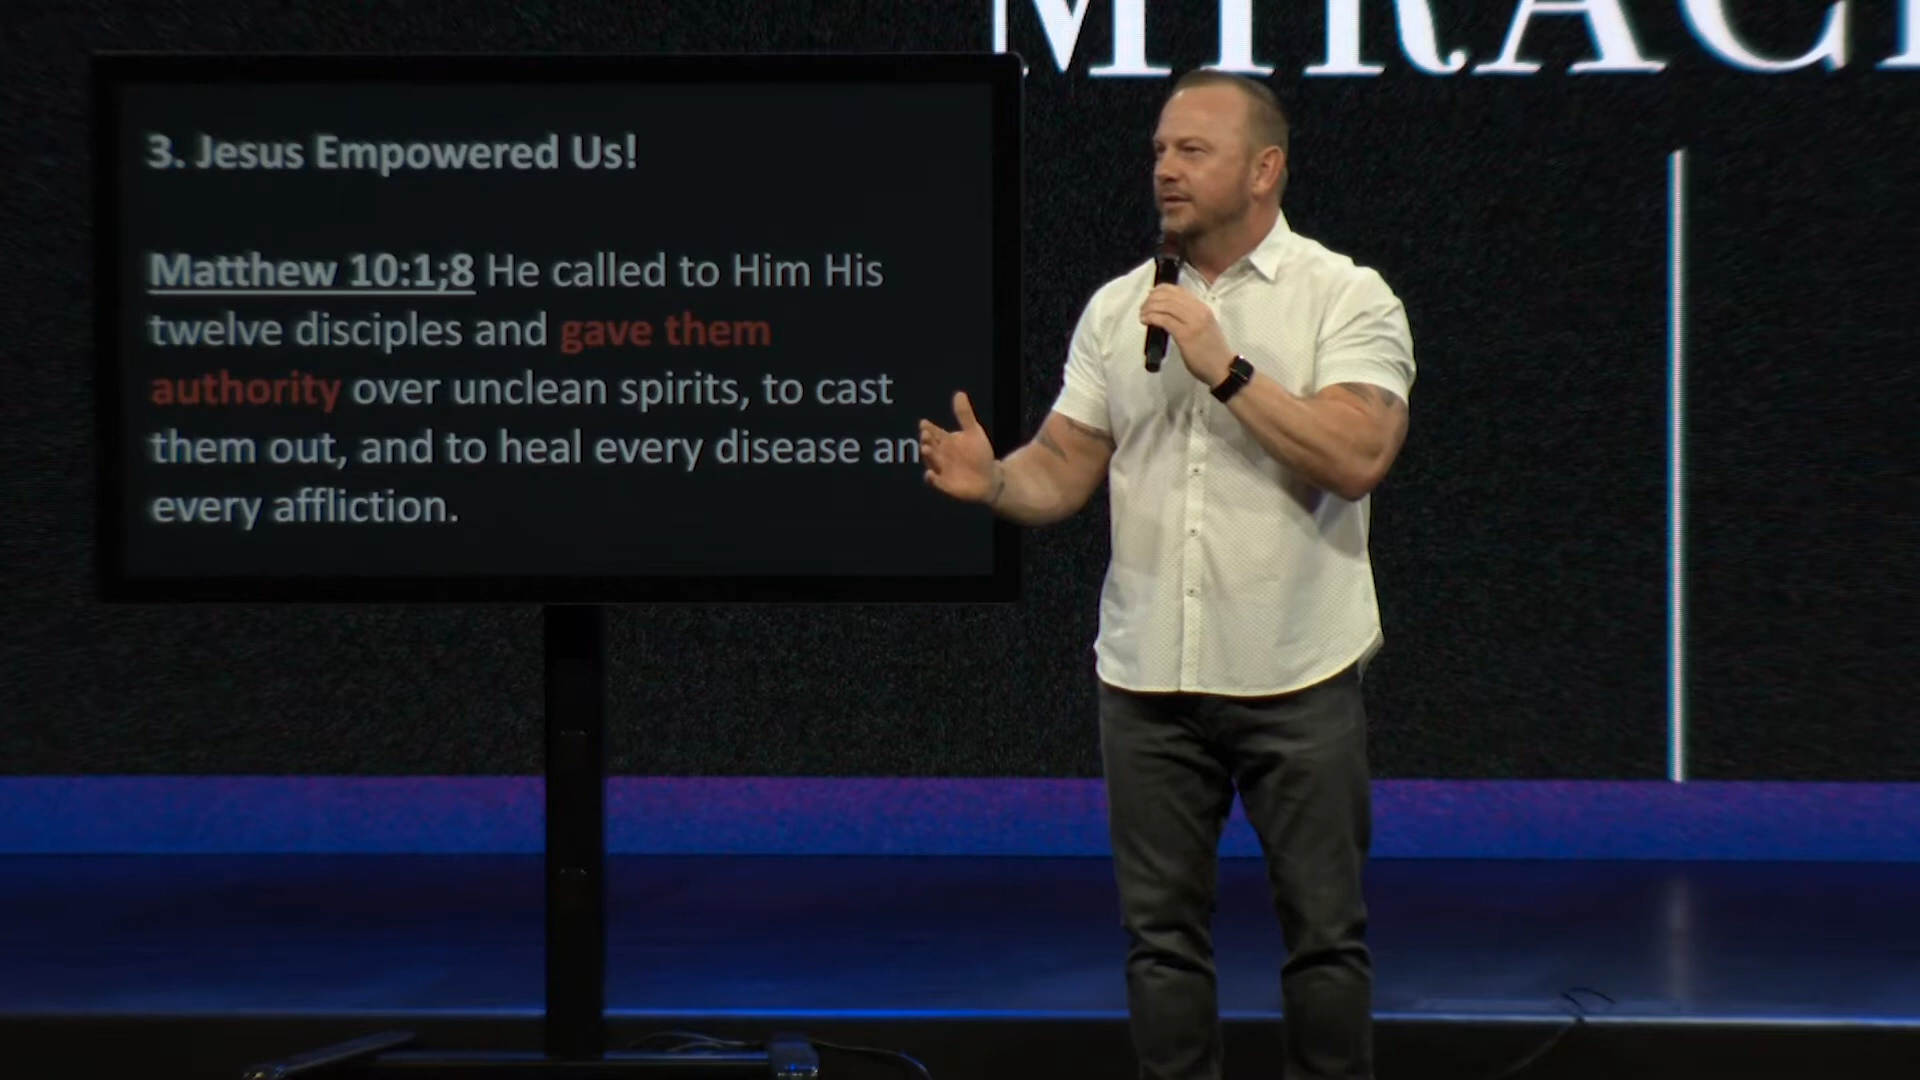 MIRACL
3. Jesus Empowered Us!
Matthew 10:1;8 He called to Him His
twelve disciples and gave them
authority over unclean spirits, to cast
them out, and to heal every disease an
every affliction.